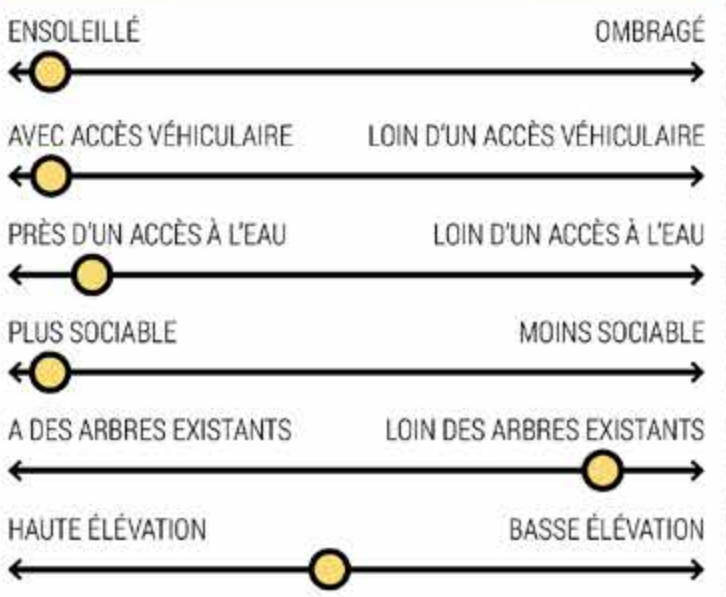 ENSOLEILLÉ OMBRAGÉ
AVEC ACCÈS VÉHICULAIRE LOIN D'UN ACCÈS VÉHICULAIRE
PRÈS D'UN ACCÈS À L'EAU LOIN D'UN ACCÈS À L'EAU
PLUS SOCIABLE MOINS SOCIABLE
A DES ARBRES EXISTANTS LOIN DES ARBRES EXISTANTS
HAUTE ÉLÉVATION BASSE ÉLÉVATION